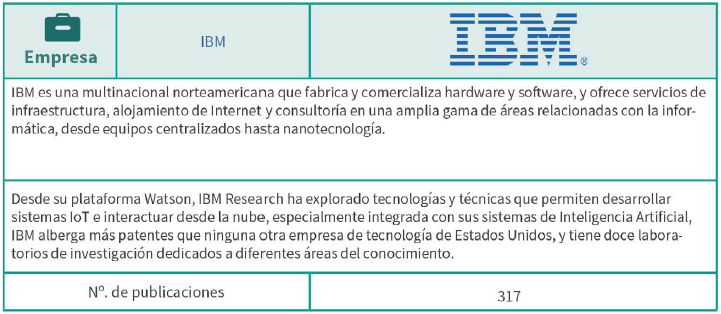 Empresa
IBM
IBM®
IBM es una multinacional norteamericana que fabrica y comercializa hardware y software, y ofrece servicios de
infraestructura, alojamiento de Internet y consultoría en una amplia gama de áreas relacionadas con la infor-
mática, desde equipos centralizados hasta nanotecnología.
Desde su plataforma Watson, IBM Research ha explorado tecnologías y técnicas que permiten desarrollar
sistemas IoT e interactuar desde la nube, especialmente integrada con sus sistemas de Inteligencia Artificial,
IBM alberga más patentes que ninguna otra empresa de tecnología de Estados Unidos, y tiene doce labora-
torios de investigación dedicados a diferentes áreas del conocimiento.
Nº. de publicaciones
317